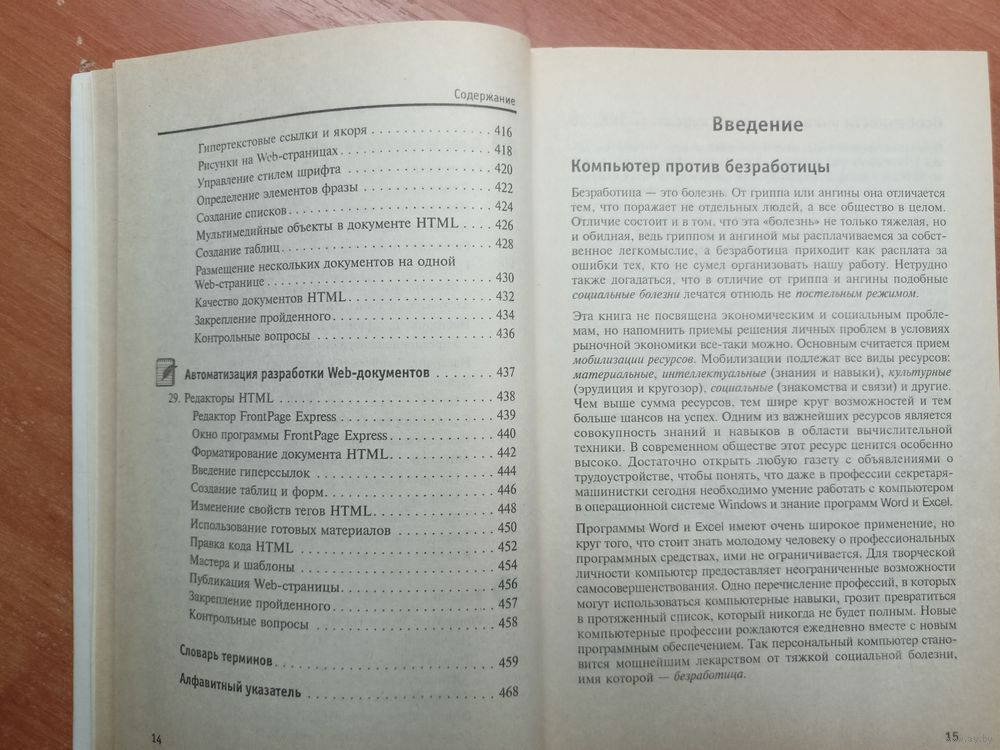 Содержание
Гипертекстовые ссылки и якоря . . . . . . . . . . . . . . . . 416
Рисунки на Web-страницах . . . . . . . . . . . . . . . . . . . . 418
Управление стилем шрифта . . . . . . . . . . . . . . . . . . . 420
Определение элементов фразы . . . . . . . . . . . . . . . . 422
Создание списков . . . . . . . . . . . . . . . . . . . . . . . . . . . 424
Мультимедийные объекты в документе HTML . . . . 426
Создание таблиц . . . . . . . . . . . . . . . . . . . . . . . . . . . . 428
Размещение нескольких документов на одной
Web-странице . . . . . . . . . . . . . . . . . . . . . . . . . . . . . . 430
Качество документов HTML . . . . . . . . . . . . . . . . . . . 432
Закрепление пройденного . . . . . . . . . . . . . . . . . . . . . 434
Контрольные вопросы . . . . . . . . . . . . . . . . . . . . . . . . 436
Автоматизация разработки Web-документов . . . . . . . 437
29. Редакторы HTML . . . . . . . . . . . . . . . . . . . . . . . . . . 438
Редактор FrontPage Express . . . . . . . . . . . . . . . . . . . . 439
Окно программы FrontPage Express . . . . . . . . . . . . . . 440
Форматирование документа HTML . . . . . . . . . . . . . . 442
Введение гиперссылок . . . . . . . . . . . . . . . . . . . . . . . . 444
Создание таблиц и форм . . . . . . . . . . . . . . . . . . . . . . 446
Изменение свойств тегов HTML . . . . . . . . . . . . . . . . 448
Использование готовых материалов . . . . . . . . . . . . . 450
Правка кода HTML . . . . . . . . . . . . . . . . . . . . . . . . . . 452
Мастера и шаблоны . . . . . . . . . . . . . . . . . . . . . . . . . . 454
Публикация Web-страницы . . . . . . . . . . . . . . . . . . . . 456
Закрепление пройденного . . . . . . . . . . . . . . . . . . . . . 457
Контрольные вопросы . . . . . . . . . . . . . . . . . . . . . . . . 458
Словарь терминов . . . . . . . . . . . . . . . . . . . . . . . . . . . 459
Алфавитный указатель . . . . . . . . . . . . . . . . . . . . . . . 468
14
Введение
Компьютер против безработицы
Безработица — это болезнь. От гриппа или ангины она отличается
тем, что поражает не отдельных людей, а все общество в целом.
Отличие состоит и в том, что эта «болезнь» не только тяжелая, но
и обидная, ведь гриппом и ангиной мы расплачиваемся за собст-
венное легкомыслие, а безработица приходит как расплата за
ошибки тех, кто не сумел организовать нашу работу. Нетрудно
также догадаться, что в отличие от гриппа и ангины подобные
социальные болезни лечатся отнюдь не постельным режимом.
Эта книга не посвящена экономическим и социальным пробле-
мам, но напомнить приемы решения личных проблем в условиях
рыночной экономики все-таки можно. Основным считается прием
мобилизации ресурсов. Мобилизации подлежат все виды ресурсов:
материальные, интеллектуальные (знания и навыки), культурные
(эрудиция и кругозор), социальные (знакомства и связи) и другие.
Чем выше сумма ресурсов, тем шире круг возможностей и тем
больше шансов на успех. Одним из важнейших ресурсов является
совокупность знаний и навыков в области вычислительной
техники. В современном обществе этот ресурс ценится особенно
высоко. Достаточно открыть любую газету с объявлениями о
трудоустройстве, чтобы понять, что даже в профессии секретаря-
машинистки сегодня необходимо умение работать с компьютером
в операционной системе Windows и знание программ Word и Excel.
Программы Word и Excel имеют очень широкое применение, но
круг того, что стоит знать молодому человеку о профессиональных
программных средствах, ими не ограничивается. Для творческой
личности компьютер предоставляет неограниченные возможности
самосовершенствования. Одно перечисление профессий, в которых
могут использоваться компьютерные навыки, грозит превратиться
в протяженный список, который никогда не будет полным. Новые
компьютерные профессии рождаются ежедневно вместе с новым
программным обеспечением. Так персональный компьютер стано-
вится мощнейшим лекарством от тяжкой социальной болезни,
имя которой — безработица.
15
www.ay.by